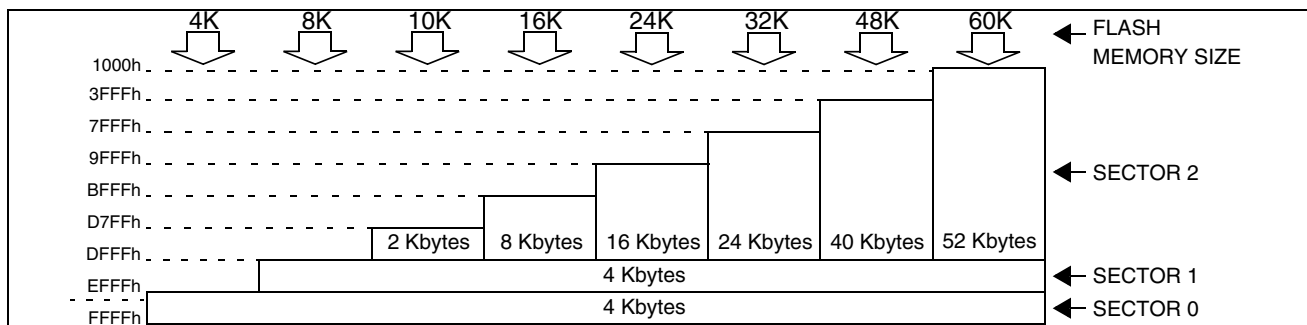 4K 8K 10K 16K 24K 32K 48K 60K FLASH
MEMORY SIZE
1000h
3FFFh
7FFFh
9FFFh
SECTOR 2
BFFFh
D7FFh
2 Kbytes 8 Kbytes 16 Kbytes 24 Kbytes 40 Kbytes 52 Kbytes
DFFFh
4 Kbytes SECTOR 1
EFFFh
4 Kbytes SECTOR 0
FFFFh